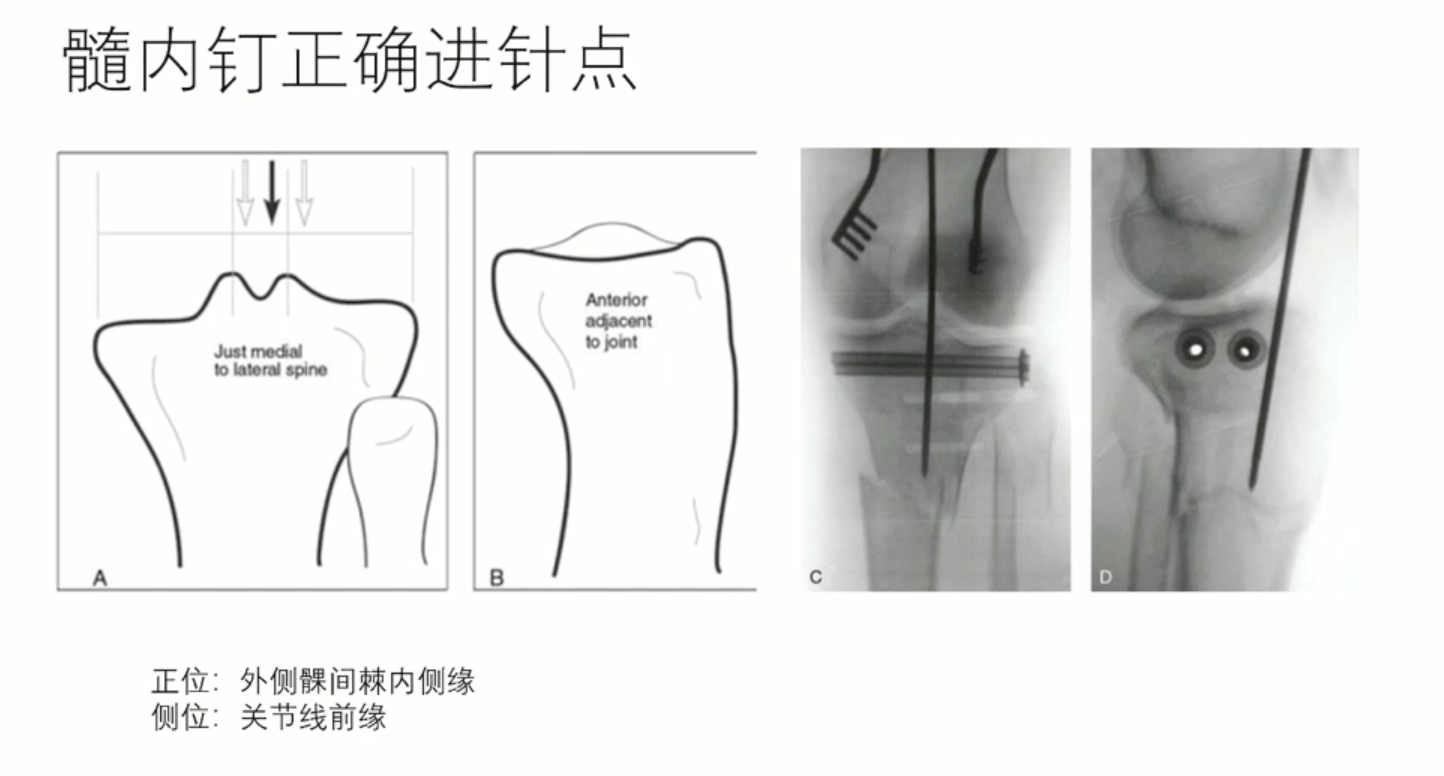 髓内钉正确进针点
Just medial
to lateral spine
A
Anterior
adjacent
to joint
B
C
D
正位：外侧髁间棘内侧缘
侧位：关节线前缘